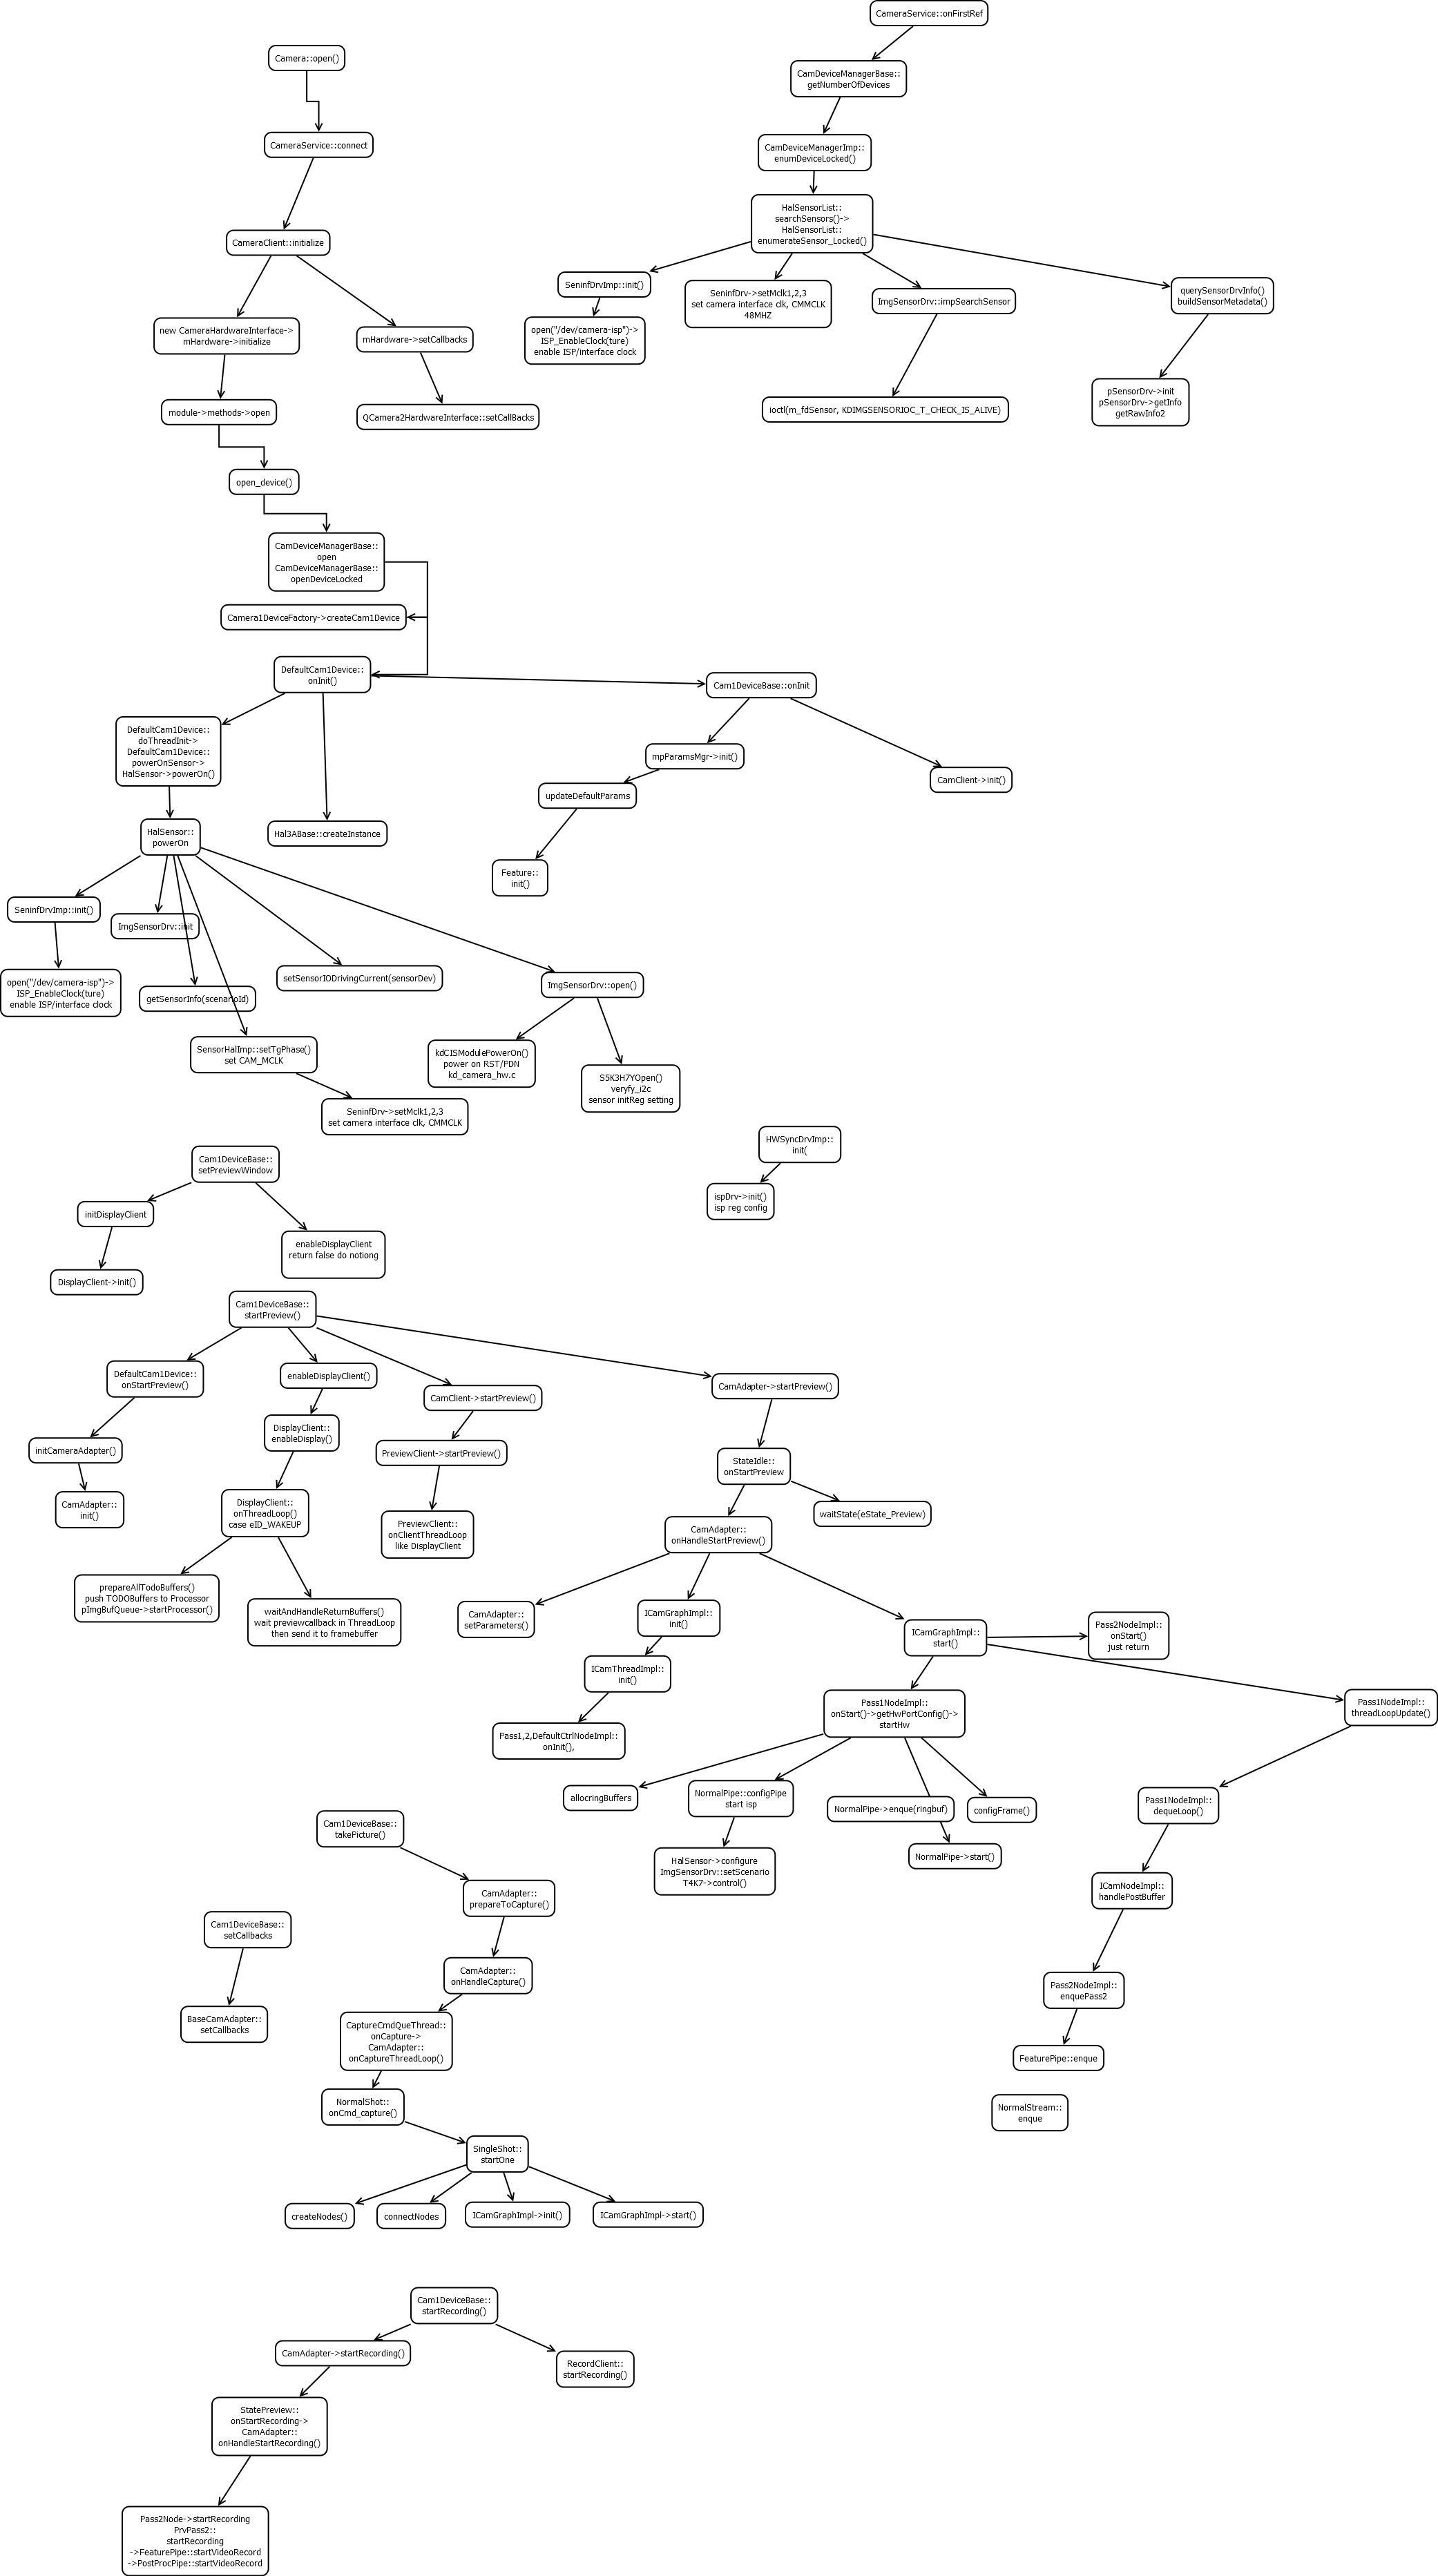 CameraService::onFirstRef
Camera::open()
CamDeviceManagerBase::
getNumberOfDevices
CameraService::connect
CamDeviceManagerImp::
enumDeviceLocked()
HalSensorList::
searchSensors()->
HalSensorList::
enumerateSensor_Locked()
CameraClient::initialize
SeninfDrvImp::init()
SeninfDrv->setMclk1,2,3
set camera interface clk, CMMCLK
48MHZ
ImgSensorDrv::impSearchSensor
querySensorDrvInfo()
buildSensorMetadata()
new CameraHardwareInterface->
mHardware->initialize
mHardware->setCallbacks
open("/dev/camera-isp")->
ISP_EnableClock(ture)
enable ISP/interface clock
module->methods->open
QCamera2HardwareInterface::setCallBacks
ioctl(m_fdSensor, KDIMGSENSORIOC_T_CHECK_IS_ALIVE)
pSensorDrv->init
pSensorDrv->getInfo
getRawInfo2
open_device()
CamDeviceManagerBase::
open
CamDeviceManagerBase::
openDeviceLocked
Camera1DeviceFactory->createCam1Device
DefaultCam1Device::
onInit()
Cam1DeviceBase::onInit
DefaultCam1Device::
doThreadInit->
DefaultCam1Device::
powerOnSensor->
HalSensor->powerOn()
mpParamsMgr->init()
CamClient->init()
updateDefaultParams
HalSensor::
powerOn
Hal3ABase::createInstance
Feature::
init()
SeninfDrvImp::init()
ImgSensorDrv::init
open("/dev/camera-isp")->
ISP_EnableClock(ture)
enable ISP/interface clock
getSensorInfo(scenarioId)
setSensorIODrivingCurrent(sensorDev)
ImgSensorDrv::open()
SensorHalImp::setTgPhase()
set CAM_MCLK
kdCISModulePowerOn()
power on RST/PDN
kd_camera_hw.c
S5K3H7YOpen()
veryfy_i2c
sensor initReg setting
SeninfDrv->setMclk1,2,3
set camera interface clk, CMMCLK
HWSyncDrvImp::
init(
Cam1DeviceBase::
setPreviewWindow
ispDrv->init()
isp reg config
initDisplayClient
enableDisplayClient
return false do notiong
DisplayClient->init()
Cam1DeviceBase::
startPreview()
DefaultCam1Device::
onStartPreview()
enableDisplayClient()
CamClient->startPreview()
CamAdapter->startPreview()
initCameraAdapter()
DisplayClient::
enableDisplay()
PreviewClient->startPreview()
StateIdle::
onStartPreview
CamAdapter::
init()
DisplayClient::
onThreadLoop()
case eID_WAKEUP
PreviewClient::
onClientThreadLoop
like DisplayClient
waitState(eState_Preview)
CamAdapter::
onHandleStartPreview()
prepareAllTodoBuffers()
push TODOBuffers to Processor
pImgBufQueue->startProcessor()
waitAndHandleReturnBuffers()
wait previewcallback in ThreadLoop
then send it to framebuffer
CamAdapter::
setParameters()
ICamGraphImpl::
init()
ICamGraphImpl::
start()
Pass2NodeImpl::
onStart()
just return
ICamThreadImpl::
init()
Pass1NodeImpl::
onStart()->getHwPortConfig()->
startHw
Pass1NodeImpl::
threadLoopUpdate()
Pass1,2,DefaultCtrlNodeImpl::
onInit(),
allocringBuffers
NormalPipe::configPipe
start isp
NormalPipe->enque(ringbuf)
configFrame()
Pass1NodeImpl::
dequeLoop()
Cam1DeviceBase::
takePicture()
HalSensor->configure
ImgSensorDrv::setScenario
T4K7->control()
NormalPipe->start()
CamAdapter::
prepareToCapture()
ICamNodeImpl::
handlePostBuffer
Cam1DeviceBase::
setCallbacks
CamAdapter::
onHandleCapture()
Pass2NodeImpl::
enquePass2
BaseCamAdapter::
setCallbacks
CaptureCmdQueThread::
onCapture->
CamAdapter::
onCaptureThreadLoop()
FeaturePipe::enque
NormalShot::
onCmd_capture()
NormalStream::
enque
SingleShot::
startOne
createNodes()
connectNodes
ICamGraphImpl->init()
ICamGraphImpl->start()
Cam1DeviceBase::
startRecording()
CamAdapter->startRecording()
RecordClient::
startRecording()
StatePreview::
onStartRecording->
CamAdapter::
onHandleStartRecording()
Pass2Node->startRecording
PrvPass2::
startRecording
->FeaturePipe::startVideoRecord
->PostProcPipe::startVideoRecord